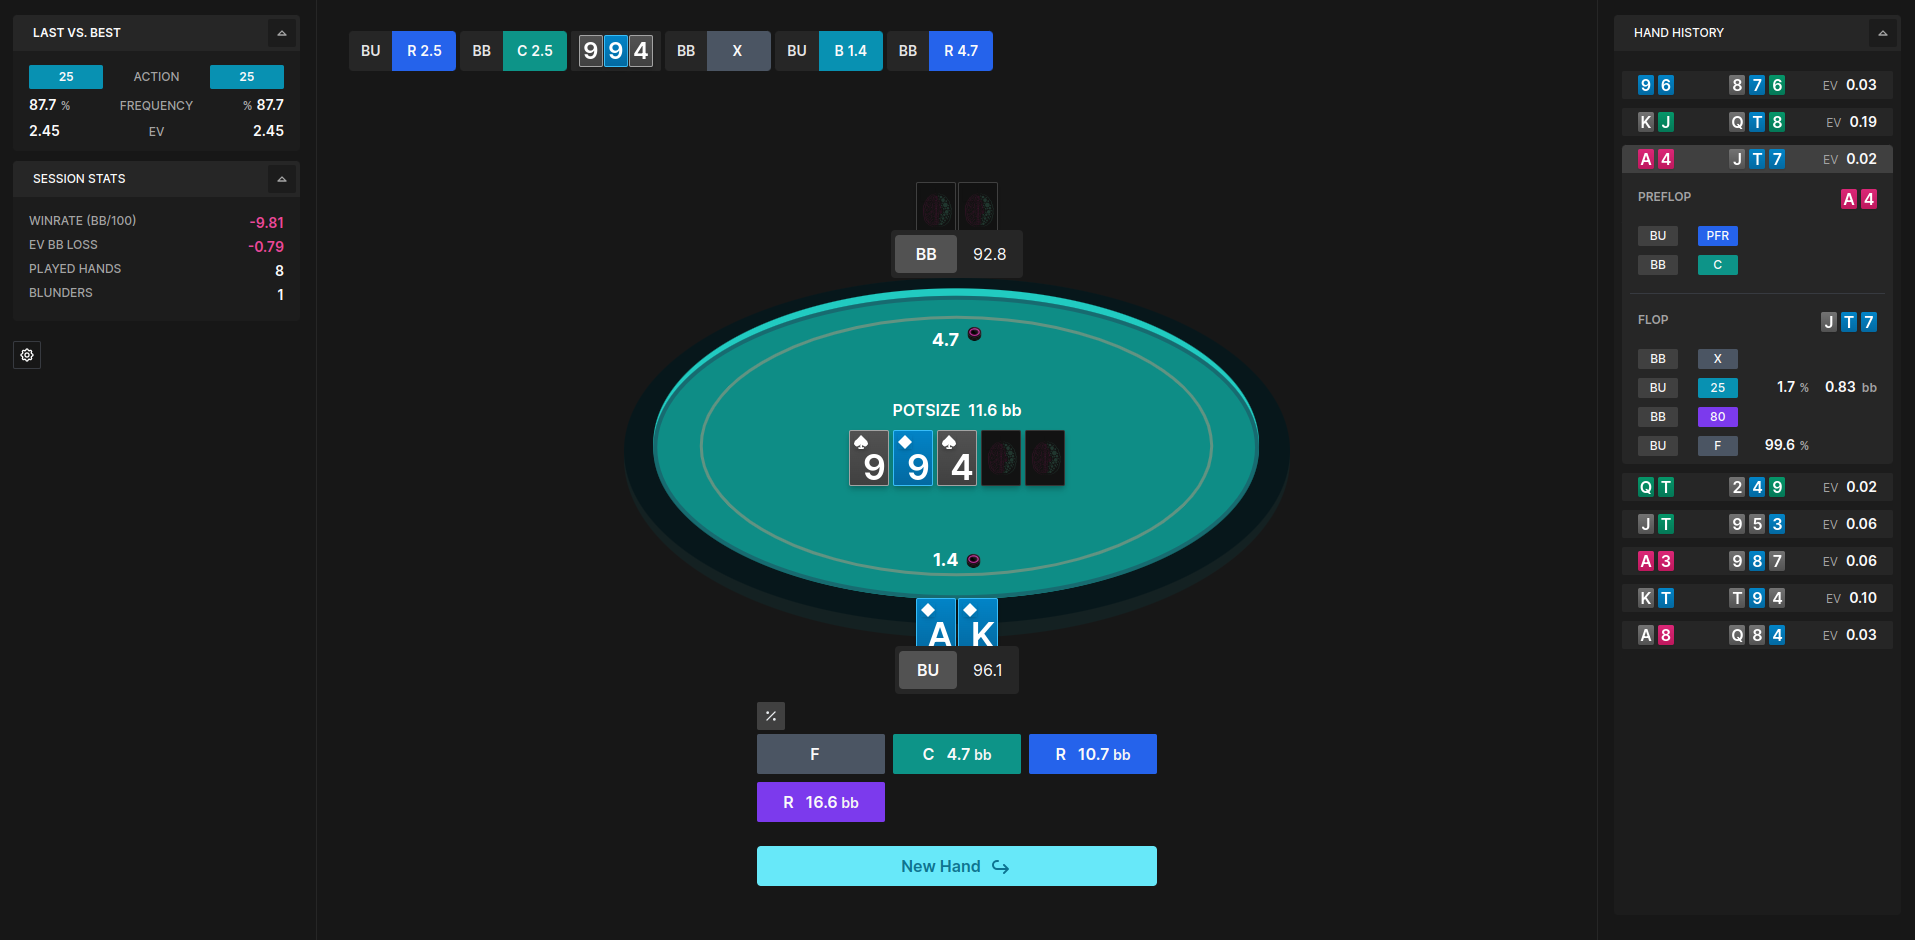 LAST VS. BEST
25 ACTION 25
87.7 % FREQUENCY % 87.7
2.45 EV 2.45
SESSION STATS
WINRATE (BB/100) -9.81
EV BB LOSS -0.79
PLAYED HANDS 8
BLUNDERS 1
BU R 2.5 BB C 2.5 9 9 4 BB X BU B 1.4 BB R 4.7
BB 92.8
4.7
POTSIZE 11.6 bb
9 9 4
1.4
A K
BU 96.1
F C 4.7 bb R 10.7 bb
R 16.6 bb
New Hand
HAND HISTORY
9 6 8 7 6 EV 0.03
K J Q T 8 EV 0.19
A 4 J T 7 EV 0.02
PREFLOP A 4
BU PFR
BB C
FLOP J T 7
BB X
BU 25 1.7 % 0.83 bb
BB 80
BU F 99.6 %
Q T 2 4 9 EV 0.02
J T 9 5 3 EV 0.06
A 3 9 8 7 EV 0.06
K T T 9 4 EV 0.10
A 8 Q 8 4 EV 0.03